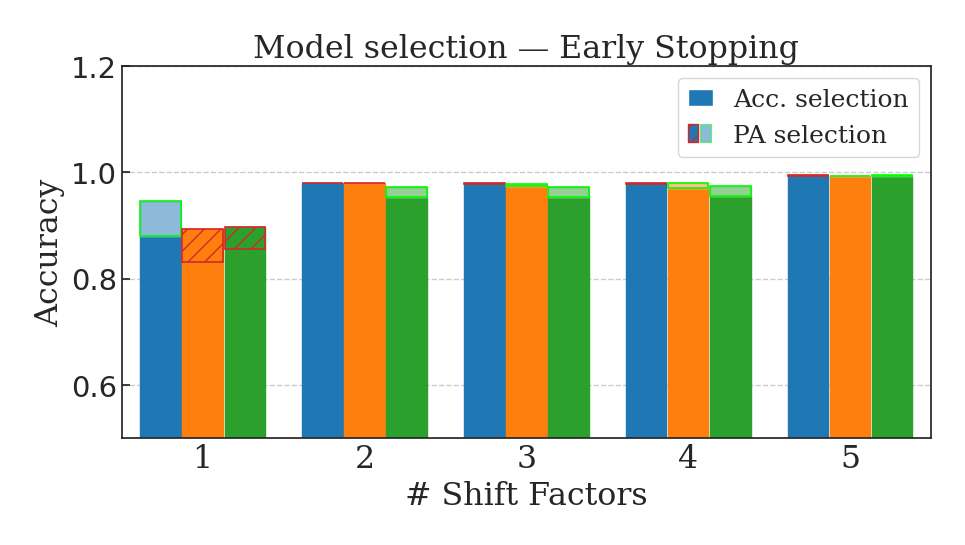 Model selection — Early Stopping
1.2
1.0
0.8
0.6
Accuracy
Acc. selection
PA selection
1 2 3 4 5
# Shift Factors